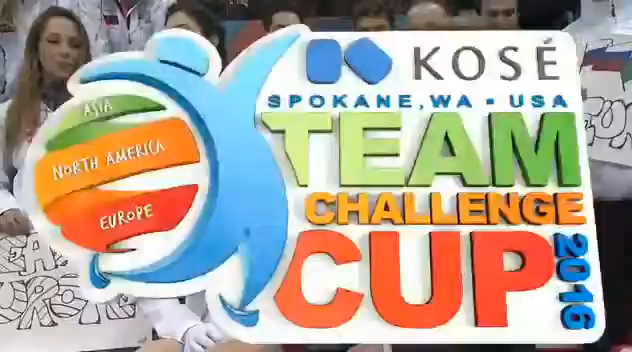 KOSÉ
SPOKANE, WA • USA
TEAM
CHALLENGE
CUP
2016
ASIA
NORTH AMERICA
EUROPE